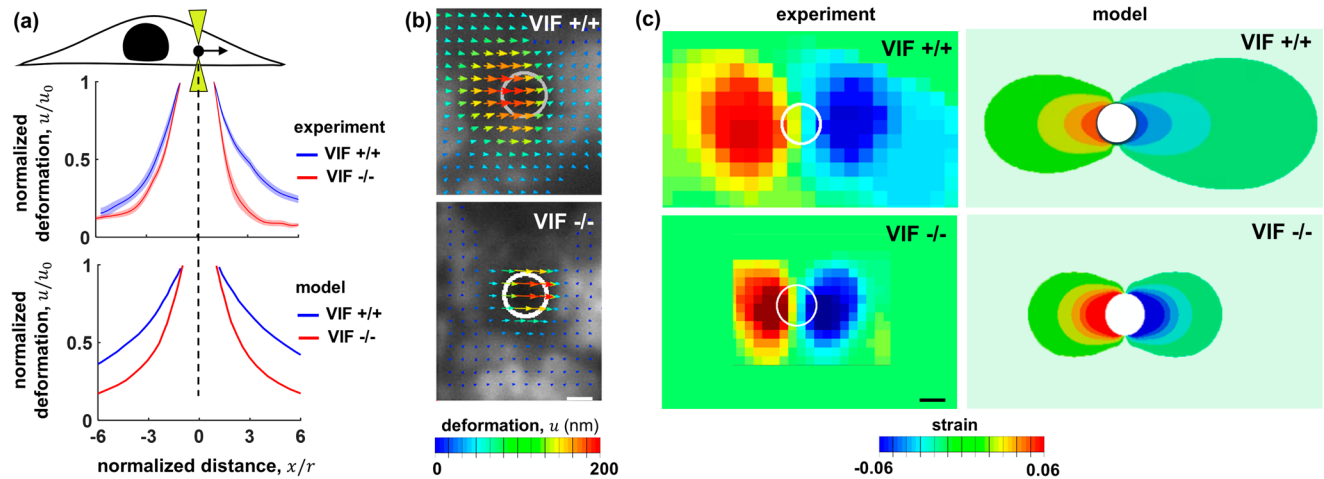 (a)
normalized
deformation, u/u₀
1
0.5
0
experiment
VIF +/+
VIF -/-
normalized
deformation, u/u₀
1
0.5
0
model
VIF +/+
VIF -/-
-6 -3 0 3 6
normalized distance, x/r
(b)
VIF +/+
VIF -/-
deformation, u (nm)
0 200
(c)
experiment model
VIF +/+ VIF +/+
VIF -/- VIF -/-
strain
-0.06 0.06